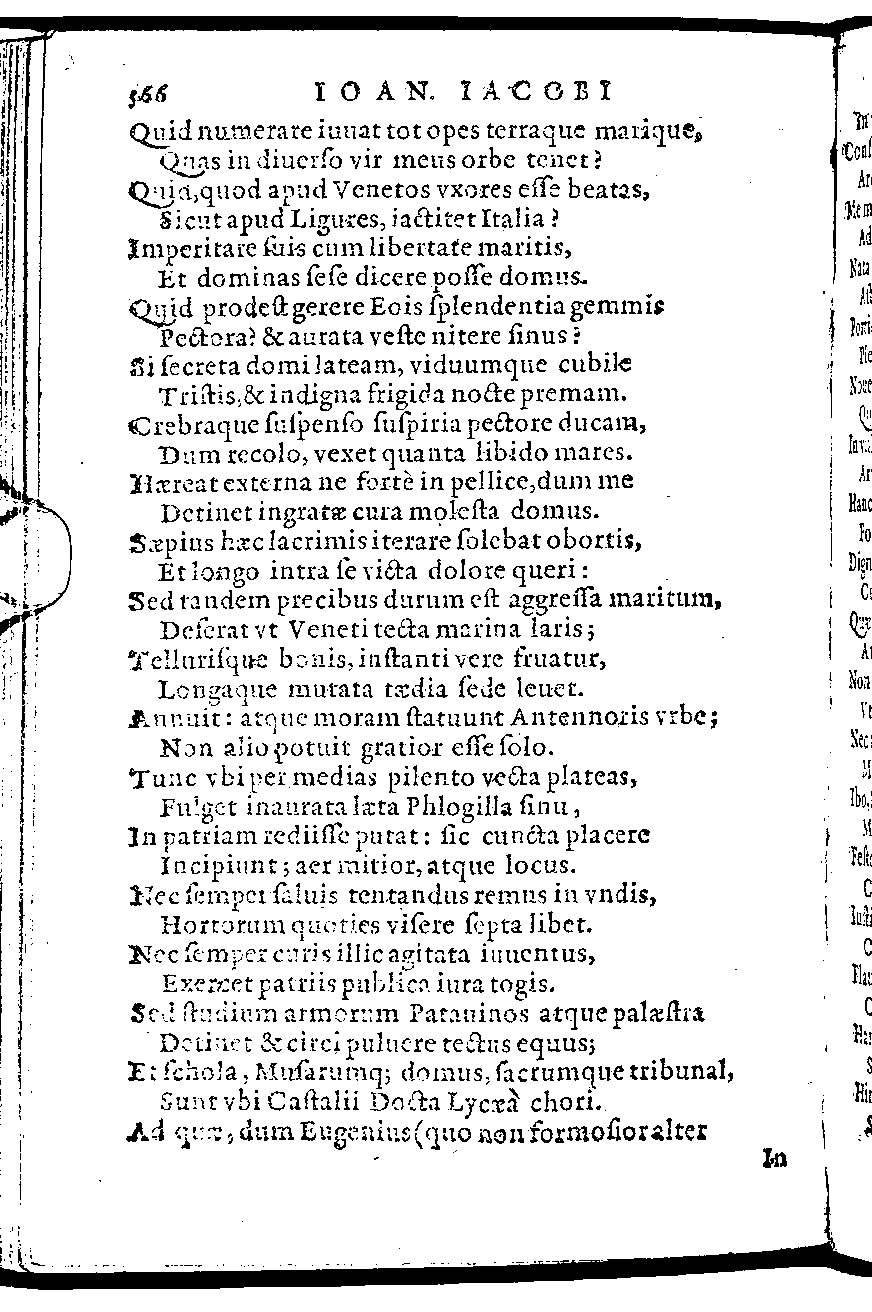 566 IOAN. IACOBI
Quid numerare iuuat tot opes terraque marique,
Quas in diuerſo vir meus orbe tenet?
Quid, quod apud Venetos vxores eſſe beatas,
Sicut apud Ligures, iactitet Italia?
Imperitare ſuis cum libertate maritis,
Et dominas ſeſe dicere poſſe domus.
Quid prodeſt gerere Eois ſplendentia gemmis
Pectora? & aurata veſte nitere ſinus?
Si ſecreta domi lateam, viduumque cubile
Triſtis, & indigna frigida nocte premam.
Crebraque ſuſpenſo ſuſpiria pectore ducam,
Dum recolo, vexet quanta libido mares.
Hæreat externa ne fortè in pellice, dum me
Detinet ingratæ cura moleſta domus.
Sæpius hæc lacrimis iterare ſolebat obortis,
Et longo intra ſe victa dolore queri:
Sed tandem precibus durum eſt aggreſſa maritum,
Deſerat vt Veneti tecta marina laris;
Telluriſque bonis, inſtanti vere fruatur,
Longaque mutata tædia ſede leuet.
Annuit: atque moram ſtatuunt Antennoris vrbe;
Non alio potuit gratior eſſe ſolo.
Tunc vbi per medias pilento vecta plateas,
Fulget inaurata læta Phlogilla ſinu,
In patriam rediiſſe putat: ſic cuncta placere
Incipiunt; aer mitior, atque locus.
Nec ſemper ſaluis tentandus remus in vndis,
Hortorum quoties viſere ſepta libet.
Nec ſemper curis illic agitata iuuentus,
Exercet patriis publica iura togis.
Sed ſtudium armorum Patauinos atque palæſtra
Detinet & circi puluere tectus equus;
Et ſchola, Muſarumq; domus, ſacrumque tribunal,
Sunt vbi Caſtalii Docta Lycæà chori.
Ad quæ, dum Eugenius (quo non formoſior alter
In